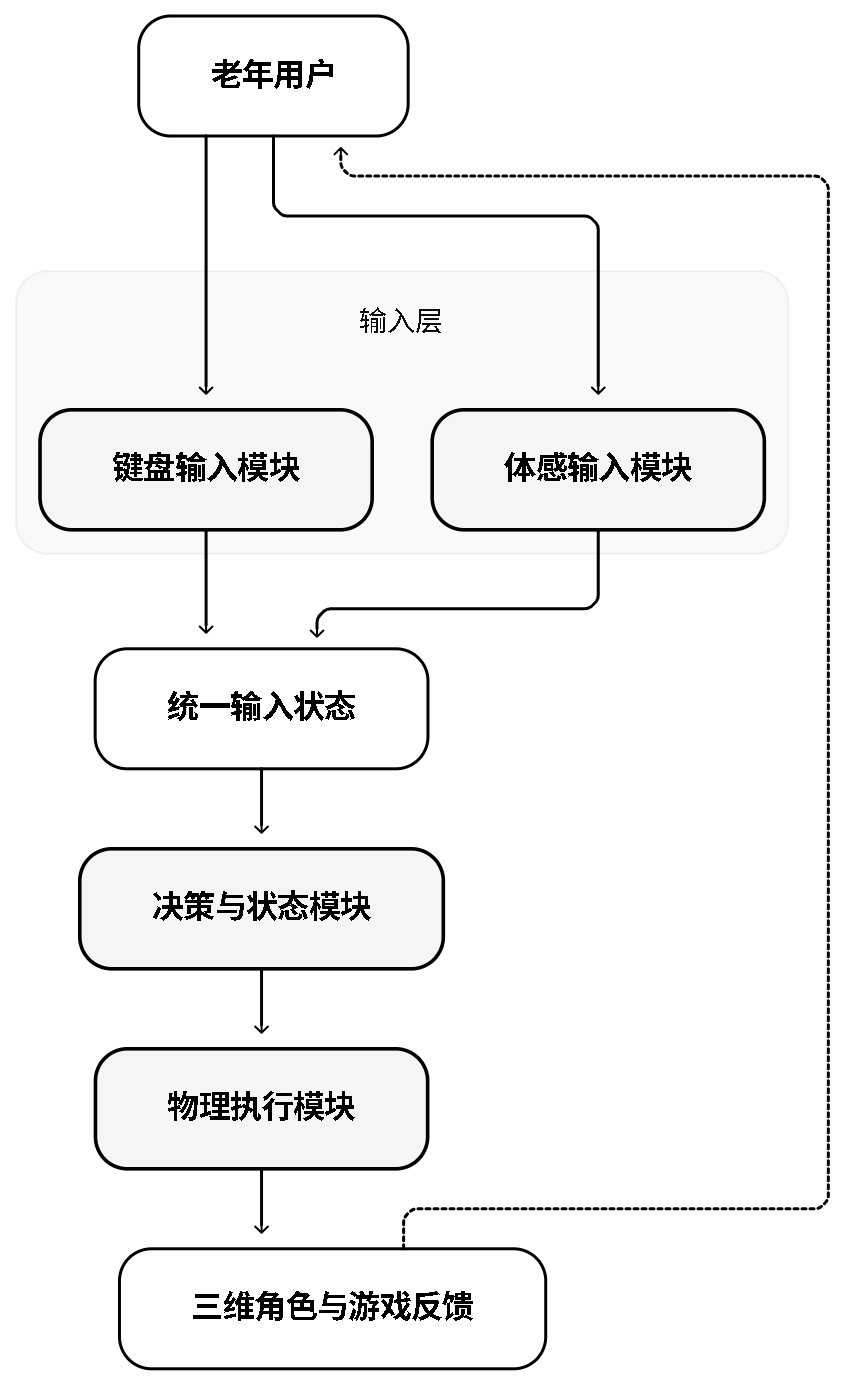 老年用户
输入层
键盘输入模块
体感输入模块
统一输入状态
决策与状态模块
物理执行模块
三维角色与游戏反馈